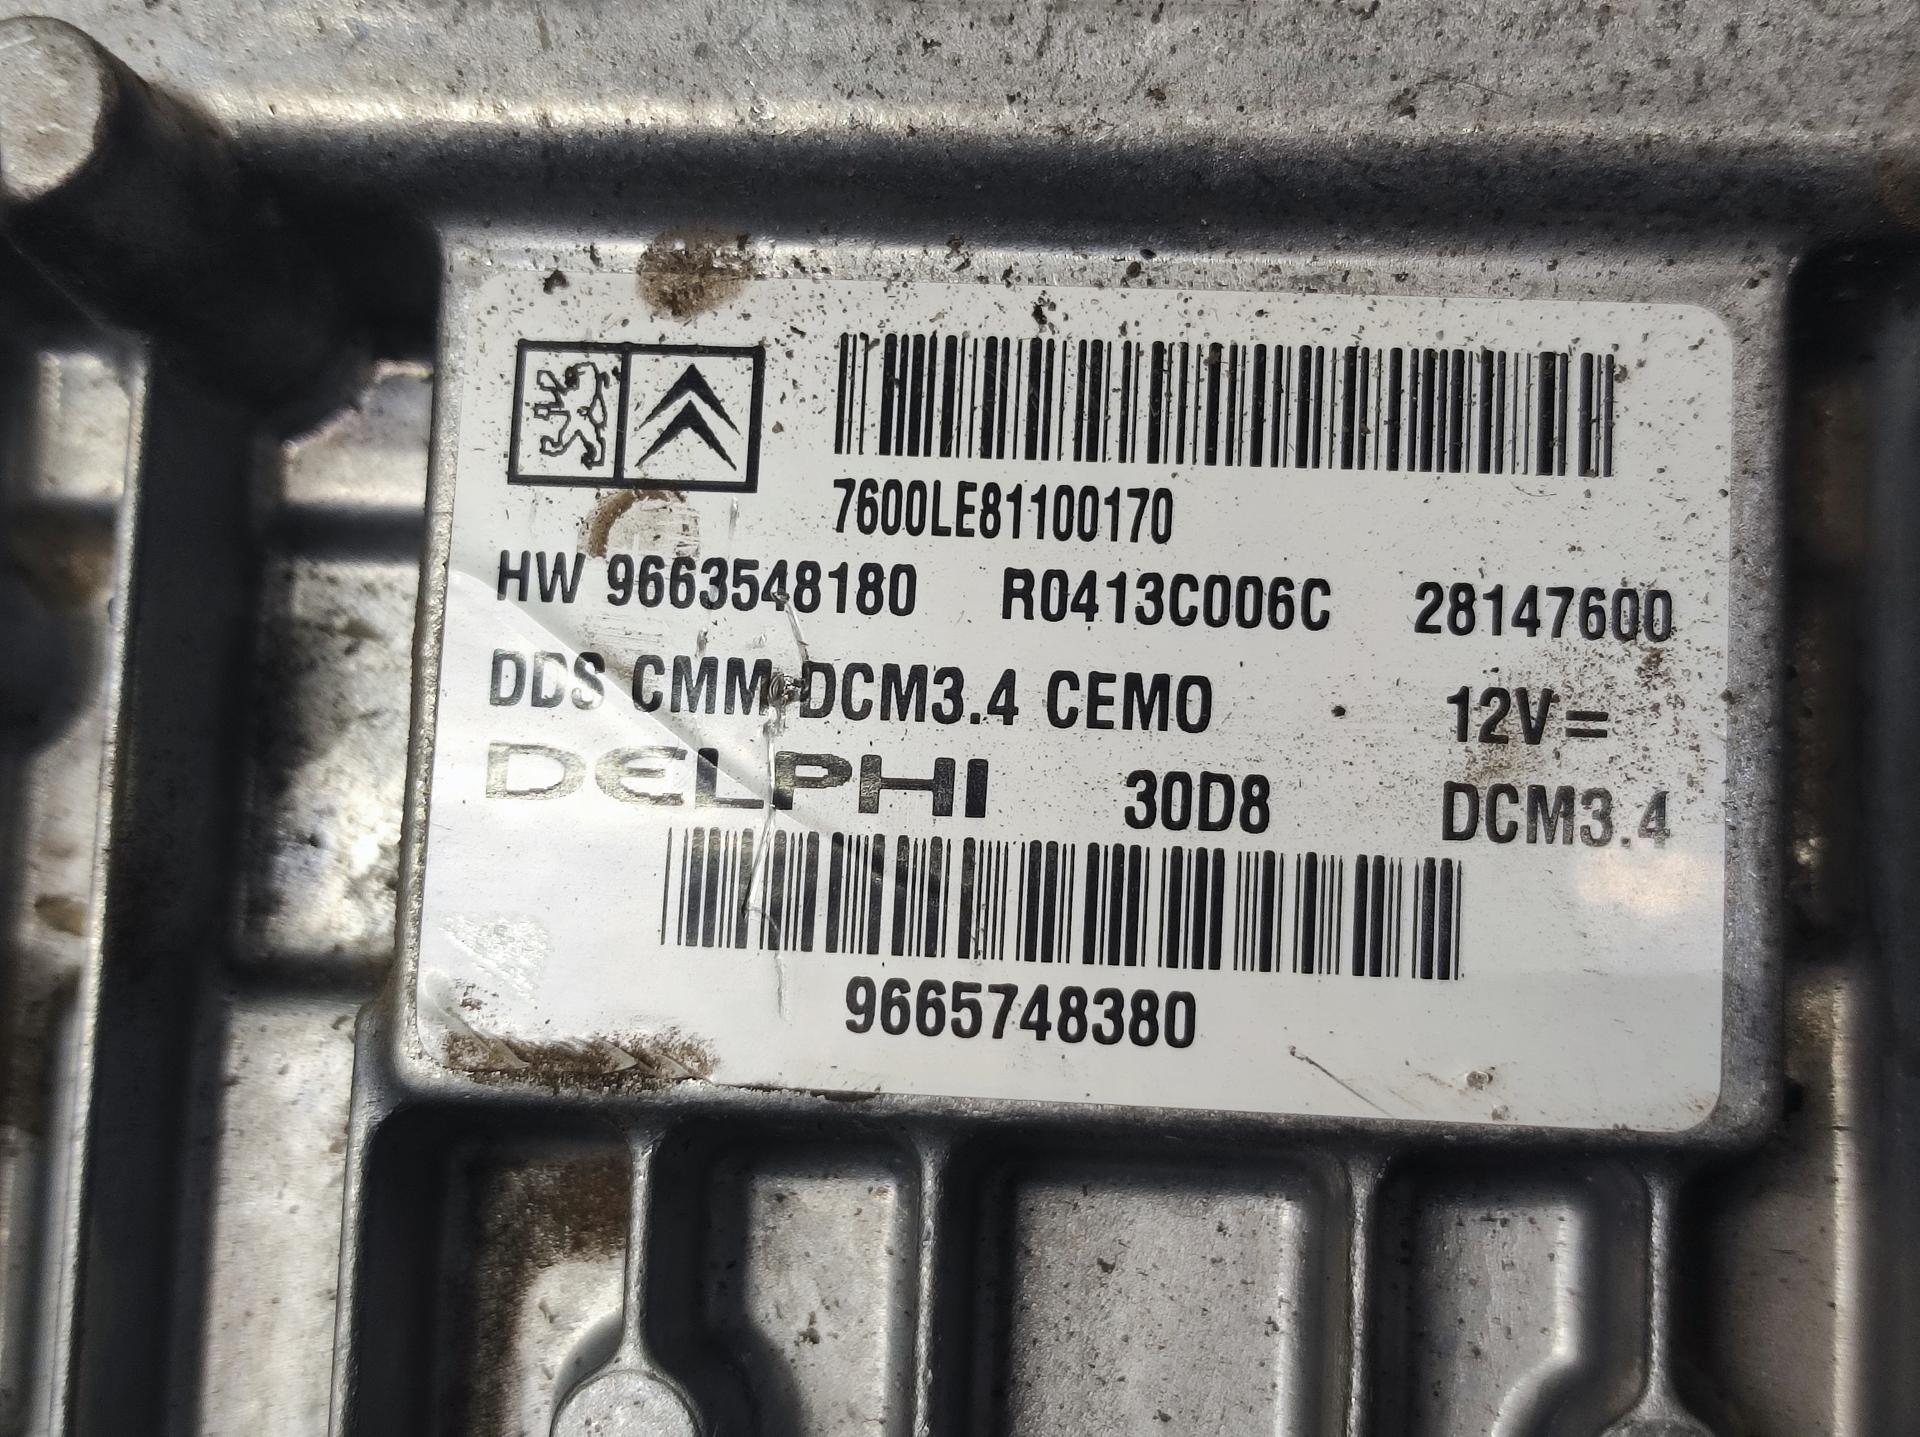 7600LE81100170
HW 9663548180 R0413C006C 28147600
DDS CMM DCM3.4 CEMO 12V=
DELPHI 30D8 DCM3.4
9665748380